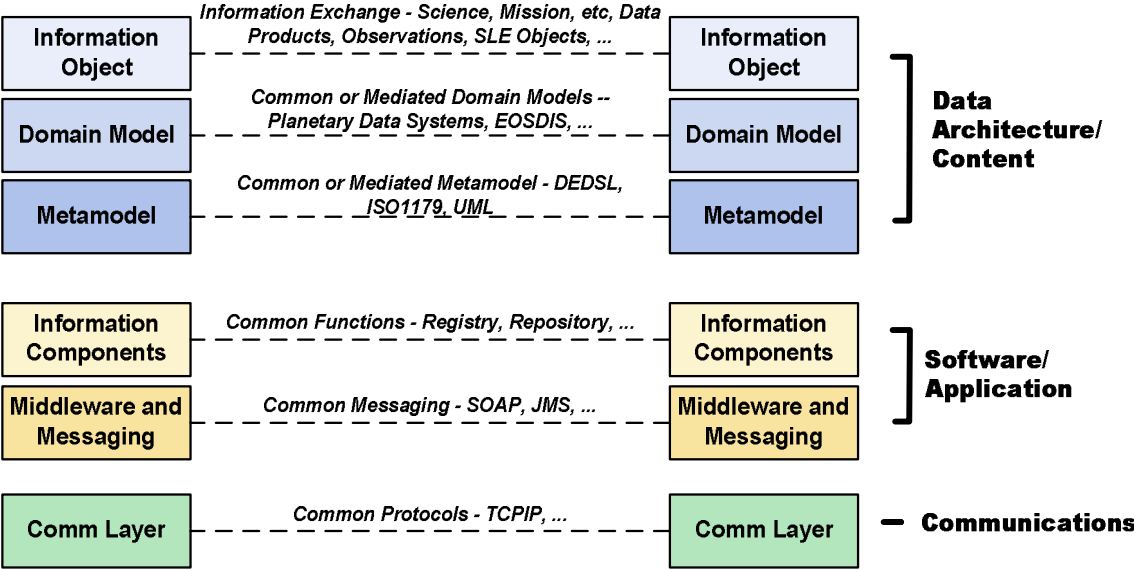 Information Exchange - Science, Mission, etc, Data
Products, Observations, SLE Objects, ...
Information
Object
Information
Object
Common or Mediated Domain Models --
Planetary Data Systems, EOSDIS, ...
Domain Model
Domain Model
Data
Architecture/
Content
Common or Mediated Metamodel - DEDSL,
ISO1179, UML
Metamodel
Metamodel
Information
Components
Common Functions - Registry, Repository, ...
Information
Components
Software/
Application
Middleware and
Messaging
Common Messaging - SOAP, JMS, ...
Middleware and
Messaging
Comm Layer
Common Protocols - TCPIP, ...
Comm Layer
Communications